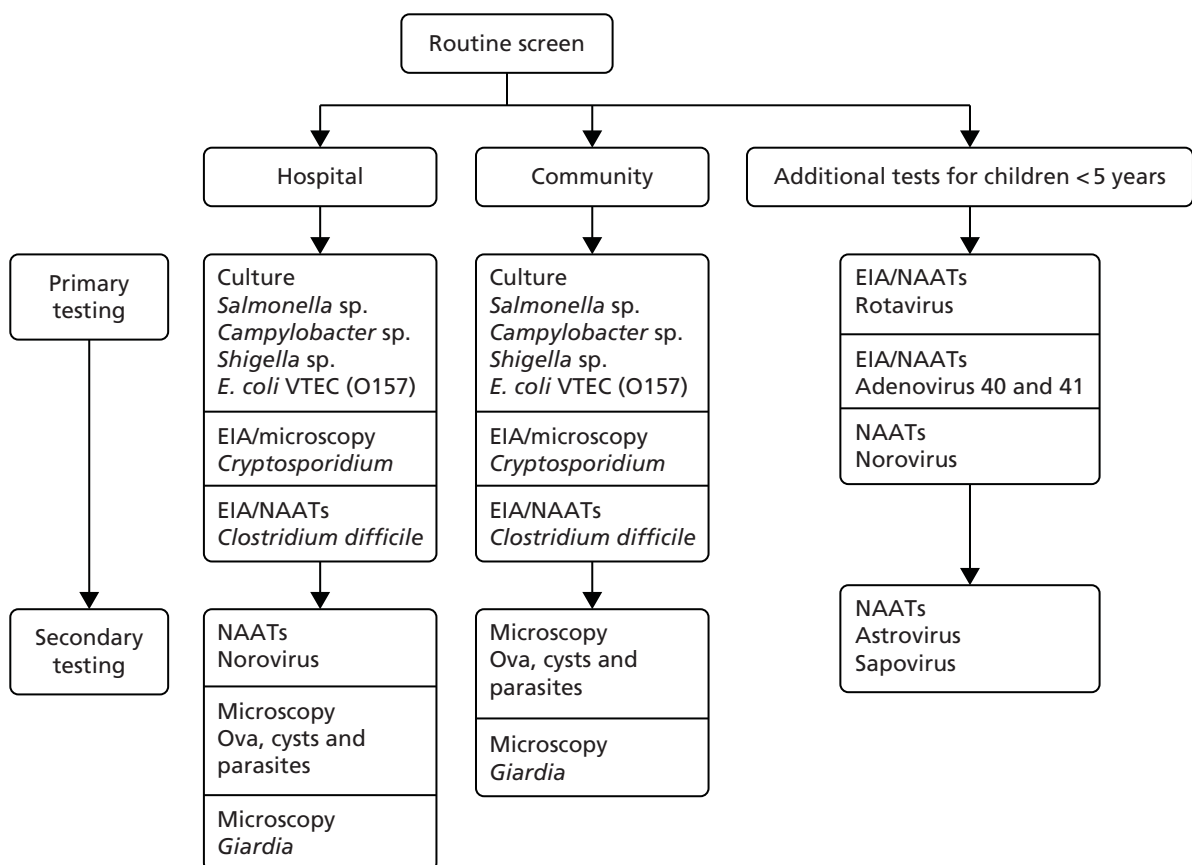 Routine screen
Hospital
Community
Additional tests for children <5 years
Primary
testing
Culture
Salmonella sp.
Campylobacter sp.
Shigella sp.
E. coli VTEC (O157)
EIA/microscopy
Cryptosporidium
EIA/NAATs
Clostridium difficile
Culture
Salmonella sp.
Campylobacter sp.
Shigella sp.
E. coli VTEC (O157)
EIA/microscopy
Cryptosporidium
EIA/NAATs
Clostridium difficile
EIA/NAATs
Rotavirus
EIA/NAATs
Adenovirus 40 and 41
NAATs
Norovirus
Secondary
testing
NAATs
Norovirus
Microscopy
Ova, cysts and
parasites
Microscopy
Giardia
Microscopy
Ova, cysts and
parasites
Microscopy
Giardia
NAATs
Astrovirus
Sapovirus